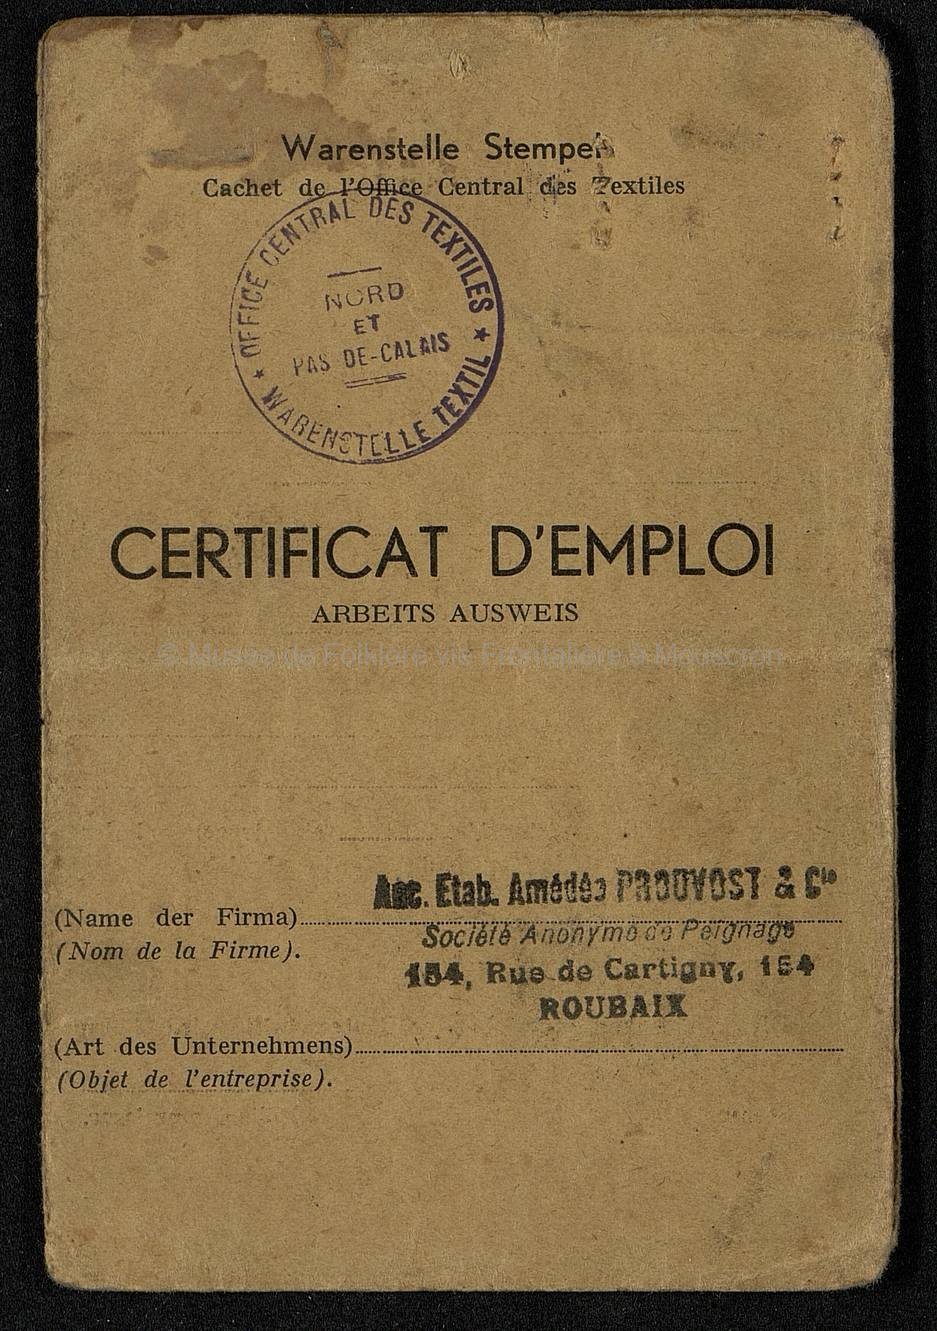 Warenstelle Stempel
Cachet de l'Office Central des Textiles
OFFICE CENTRAL DES TEXTILES
NORD
ET
PAS DE-CALAIS
★ WARENSTELLE TEXTIL ★
CERTIFICAT D'EMPLOI
ARBEITS AUSWEIS
© Musée de Folklore vie Frontalière à Mouscron
Anc. Etab. Amédée PROUVOST & Cie
(Name der Firma)
Société Anonyme de Peignage
(Nom de la Firme).
154, Rue de Cartigny, 154
ROUBAIX
(Art des Unternehmens)
(Objet de l'entreprise).